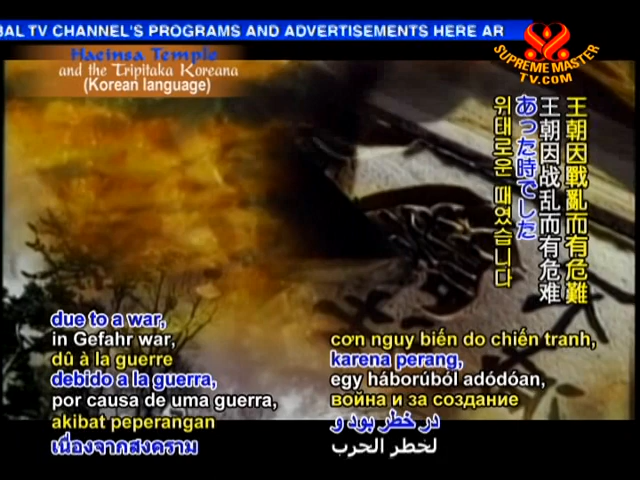 BAL TV CHANNEL'S PROGRAMS AND ADVERTISEMENTS HERE AR
Haeinsa Temple
and the Tripitaka Koreana
(Korean language)
SUPREME MASTER
TV.COM
王朝因戰亂而有危難
王朝因战乱而有危难
あった時でした
위태로운 때였습니다
due to a war,
in Gefahr war,
dû à la guerre
debido a la guerra,
por causa de uma guerra,
akibat peperangan
เนื่องจากสงคราม
cơn nguy biến do chiến tranh,
karena perang,
egy háborúból adódóan,
война и за создание
در خطر بود و
لخطر الحرب